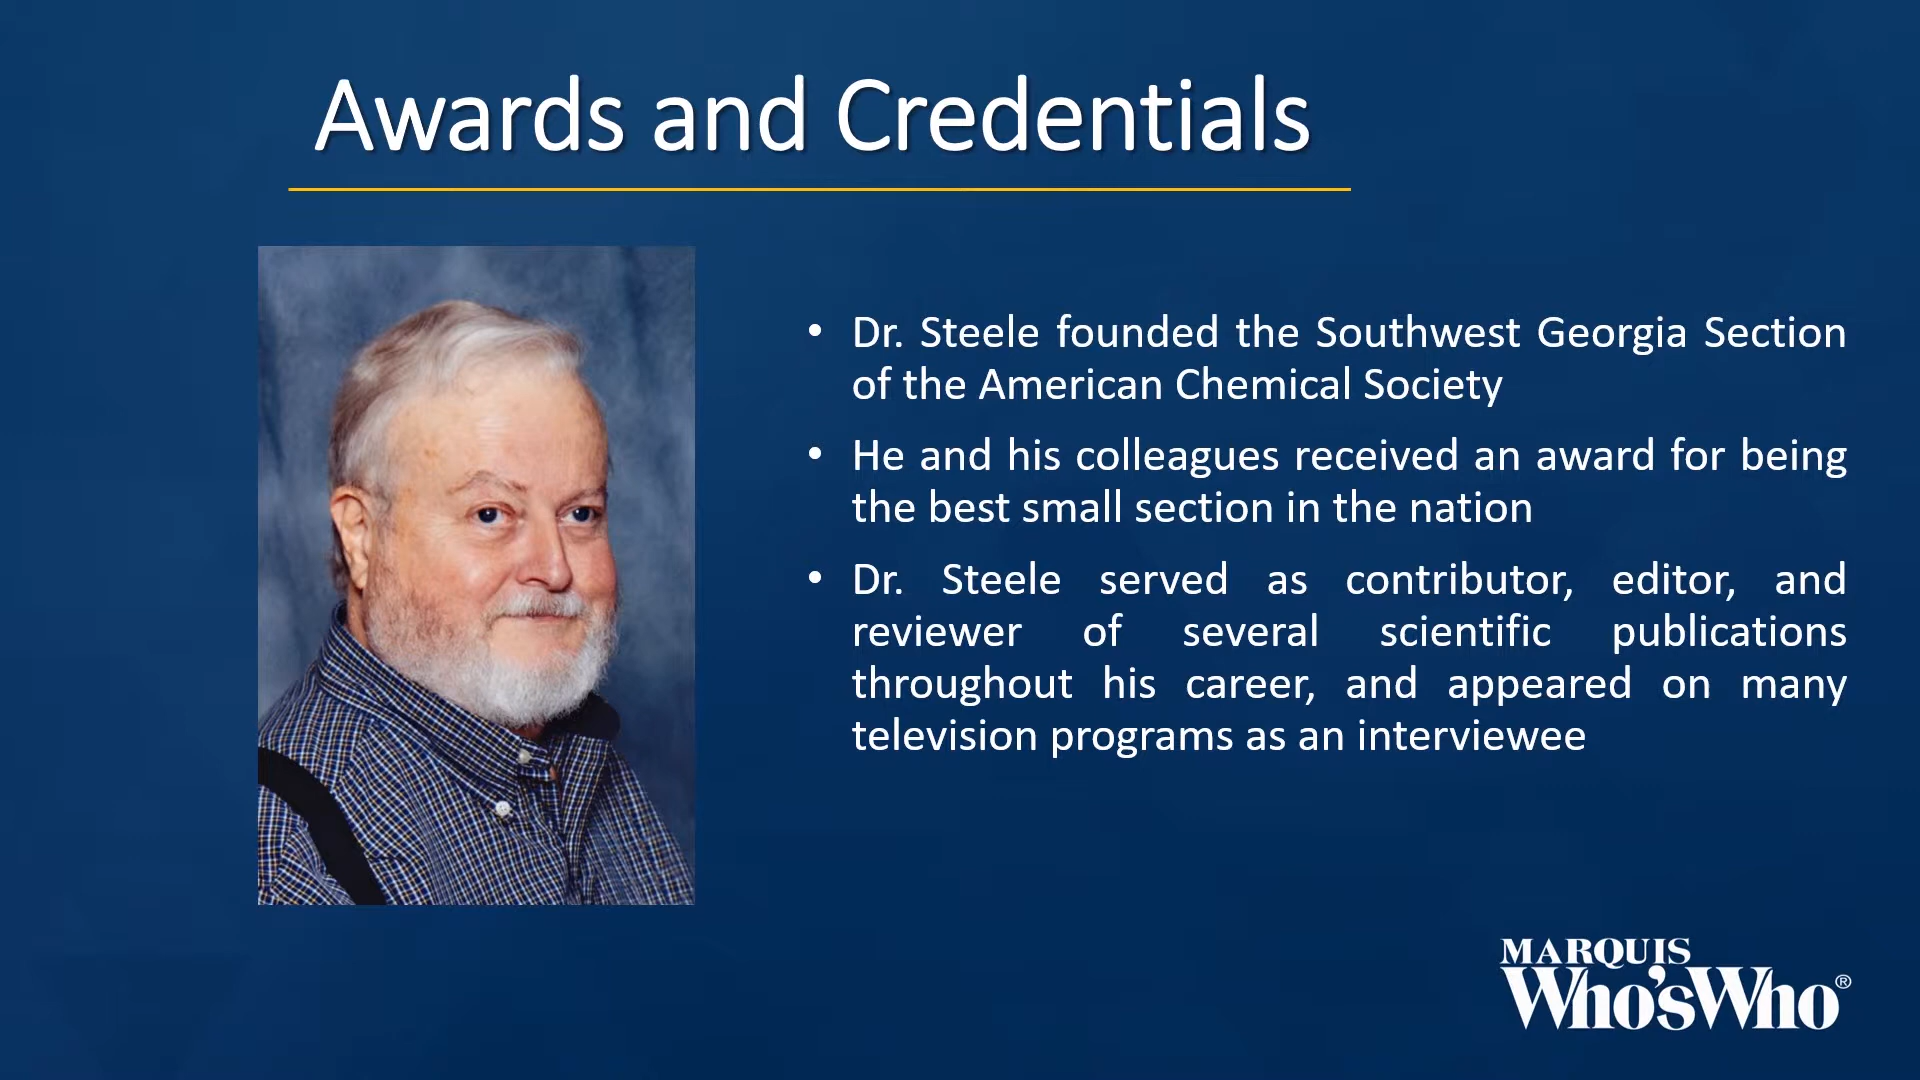 Awards and Credentials
• Dr. Steele founded the Southwest Georgia Section
of the American Chemical Society
• He and his colleagues received an award for being
the best small section in the nation
• Dr. Steele served as contributor, editor, and
reviewer of several scientific publications
throughout his career, and appeared on many
television programs as an interviewee
MARQUIS
Who'sWho®